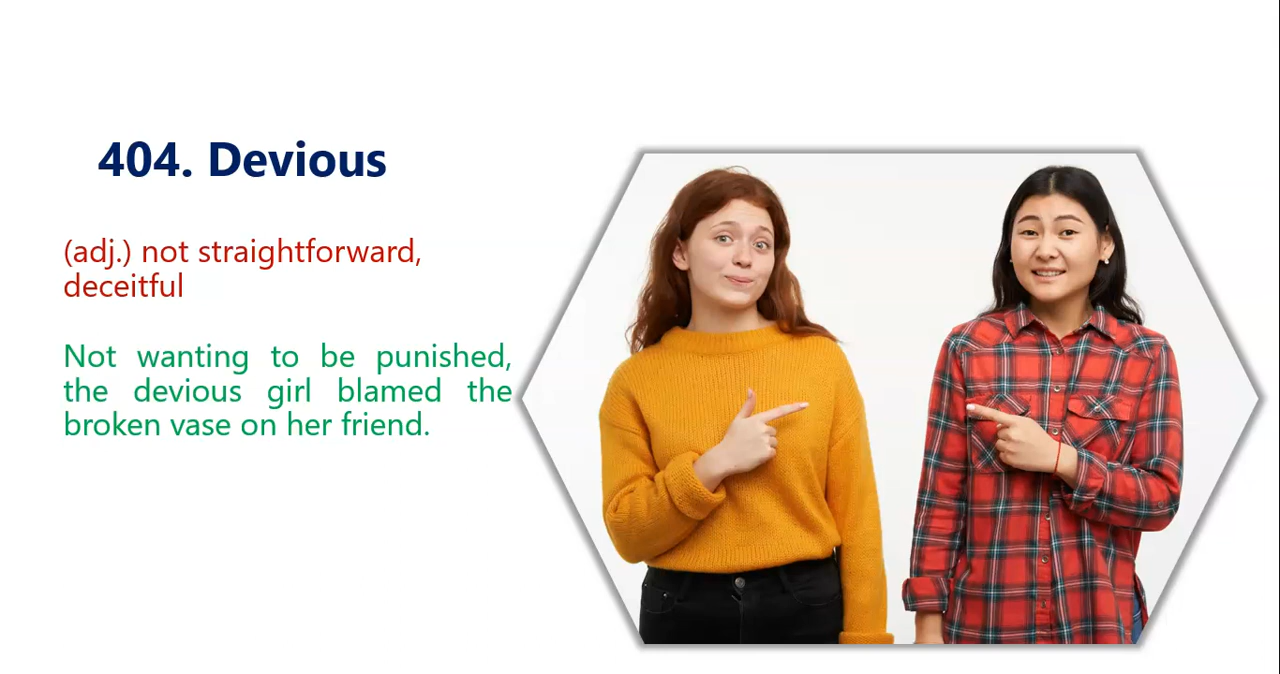 404. Devious
(adj.) not straightforward,
deceitful
Not wanting to be punished,
the devious girl blamed the
broken vase on her friend.